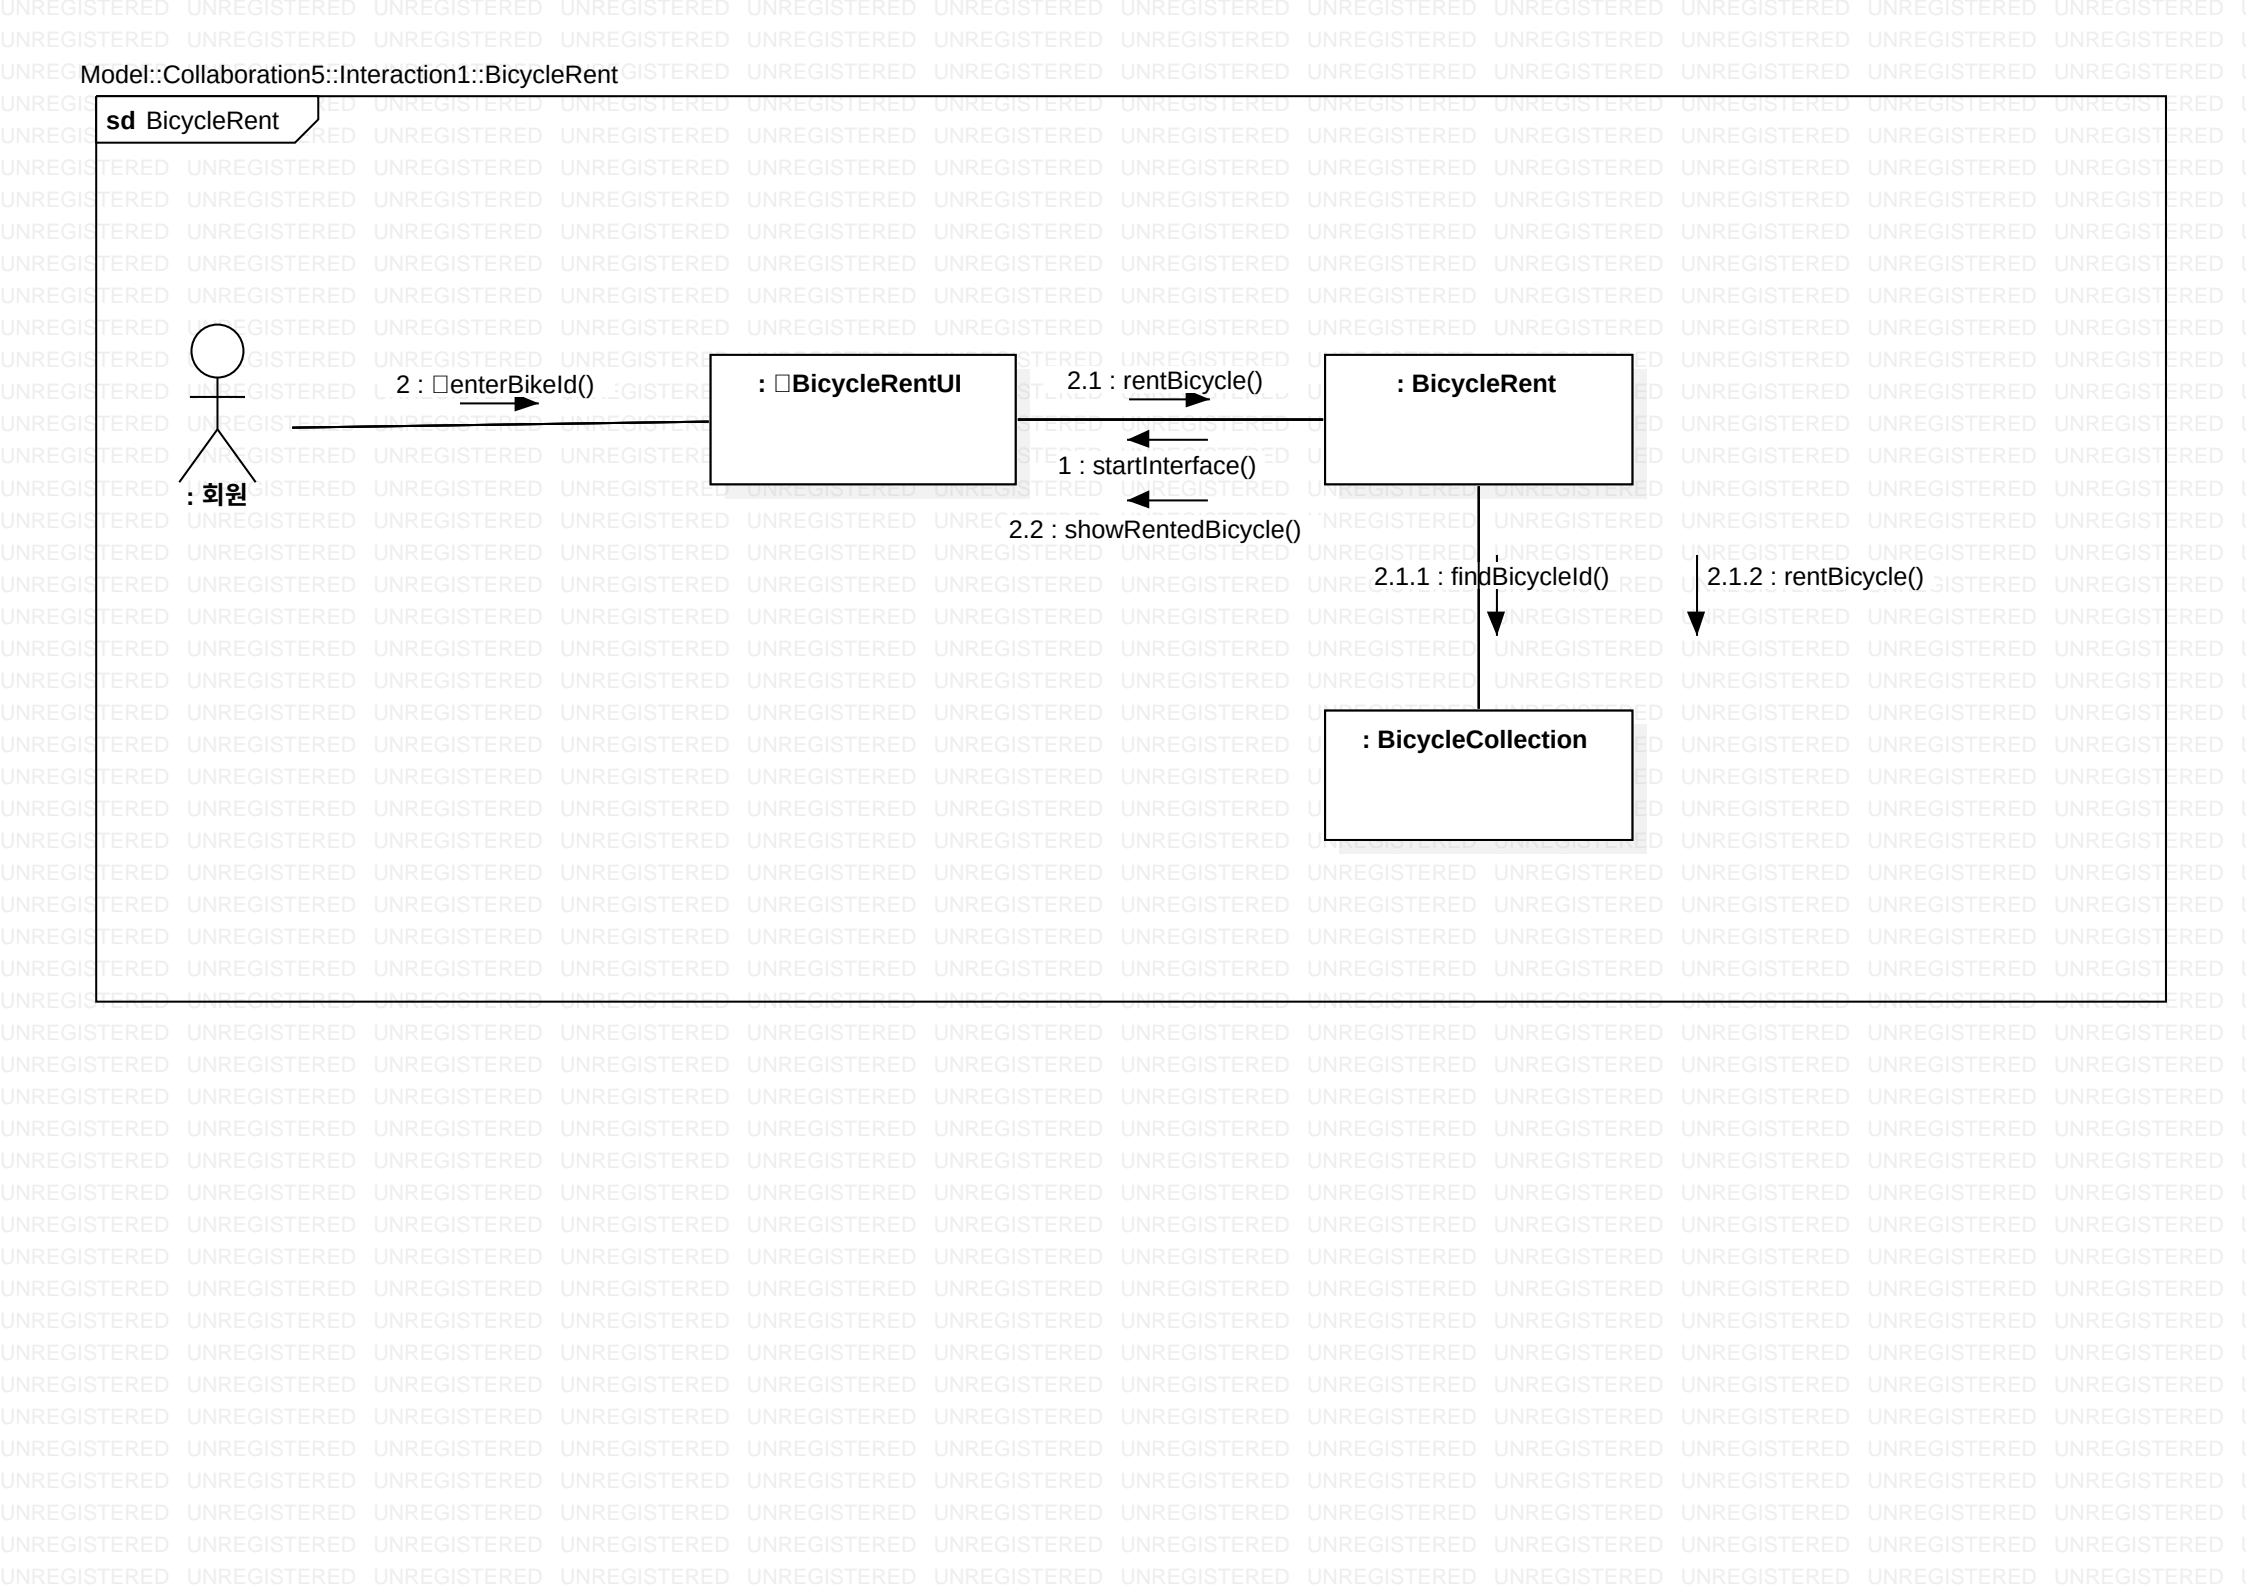 Model::Collaboration5::Interaction1::BicycleRent
sd BicycleRent
2 : enterBikeId()
: BicycleRentUI
2.1 : rentBicycle()
: BicycleRent
1 : startInterface()
: 회원
2.2 : showRentedBicycle()
2.1.1 : findBicycleId()
2.1.2 : rentBicycle()
: BicycleCollection
UNREGISTERED